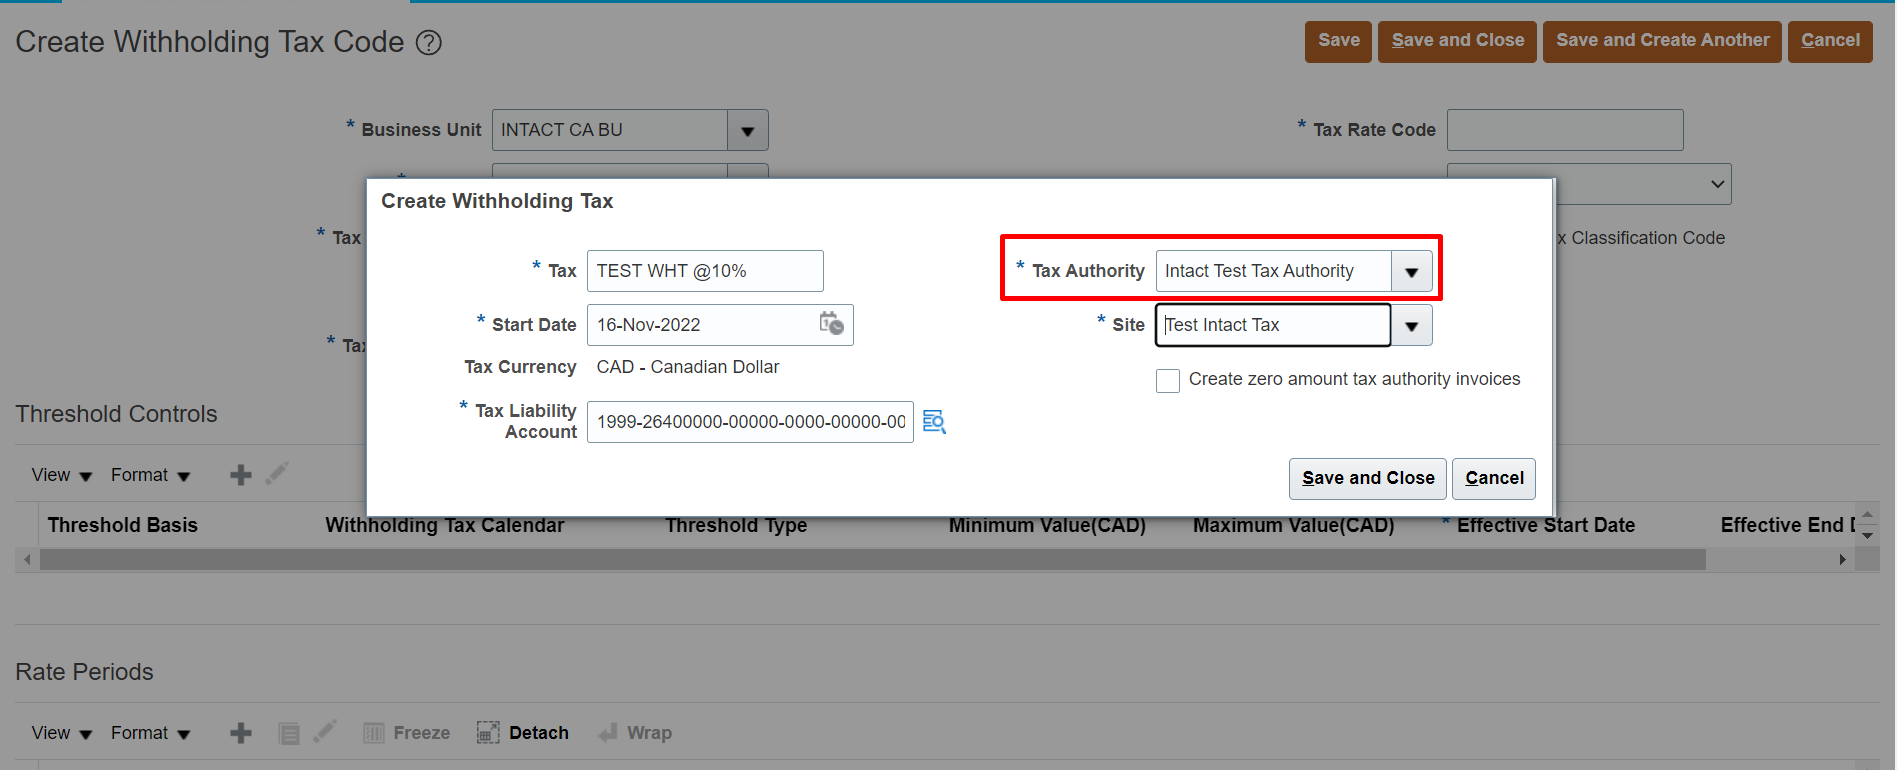 Create Withholding Tax Code ?
Save Save and Close Save and Create Another Cancel
* Business Unit INTACT CA BU
* Tax Rate Code
*
* Tax
x Classification Code
* Tax
Create Withholding Tax
* Tax TEST WHT @10%
* Tax Authority Intact Test Tax Authority
* Start Date 16-Nov-2022
* Site Test Intact Tax
Tax Currency CAD - Canadian Dollar
Create zero amount tax authority invoices
* Tax Liability
Account 1999-26400000-00000-0000-00000-00
Save and Close Cancel
Threshold Controls
View Format
Threshold Basis Withholding Tax Calendar Threshold Type Minimum Value(CAD) Maximum Value(CAD) * Effective Start Date Effective End D
Rate Periods
View Format Freeze Detach Wrap